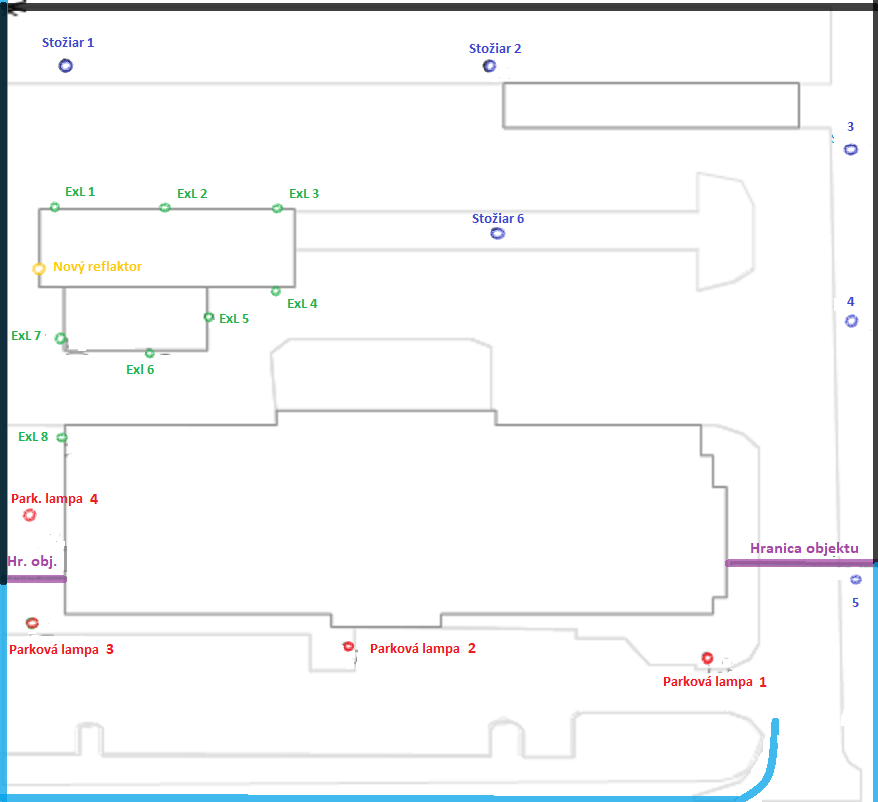 Stožiar 1
Stožiar 2
3
ExL 1
ExL 2
ExL 3
Stožiar 6
Nový reflaktor
ExL 4
4
ExL 5
ExL 7
Exl 6
ExL 8
Park. lampa 4
Hranica objektu
Hr. obj.
5
Parková lampa 3
Parková lampa 2
Parková lampa 1